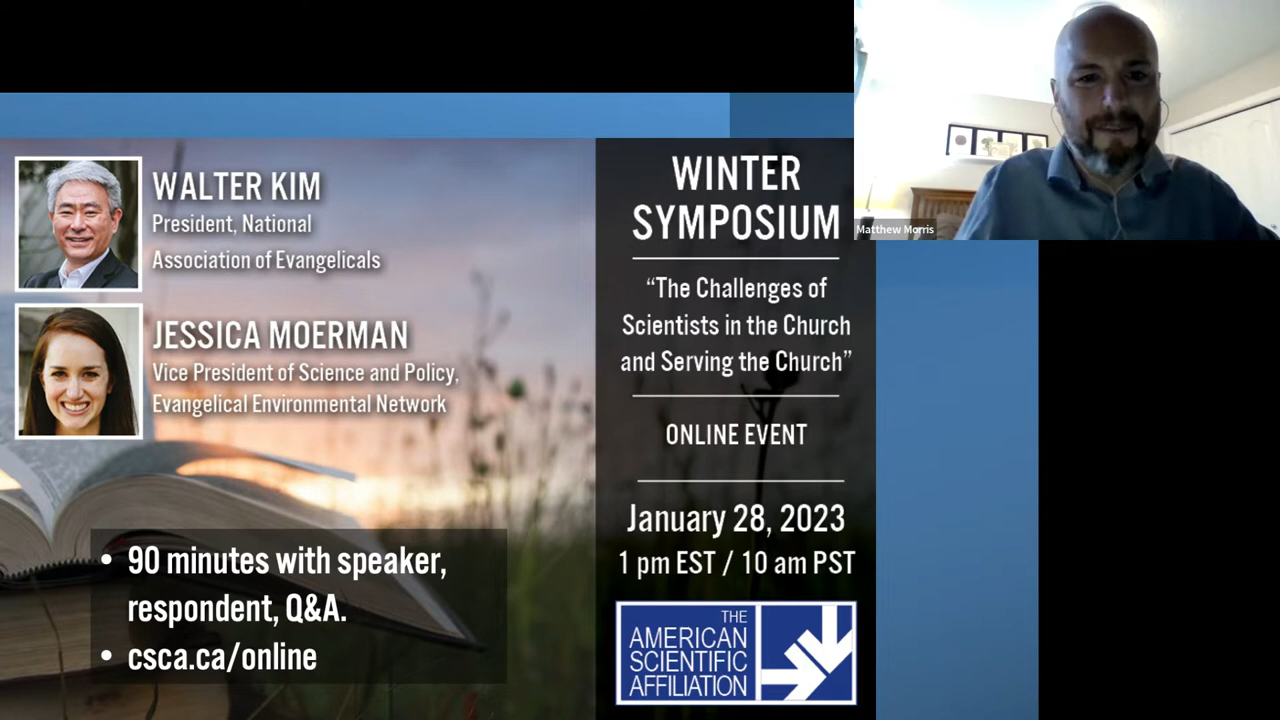 WALTER KIM
President, National
Association of Evangelicals
JESSICA MOERMAN
Vice President of Science and Policy,
Evangelical Environmental Network
• 90 minutes with speaker,
respondent, Q&A.
• csca.ca/online
WINTER
SYMPOSIUM
“The Challenges of
Scientists in the Church
and Serving the Church”
ONLINE EVENT
January 28, 2023
1 pm EST / 10 am PST
THE
AMERICAN
SCIENTIFIC
AFFILIATION
Matthew Morris